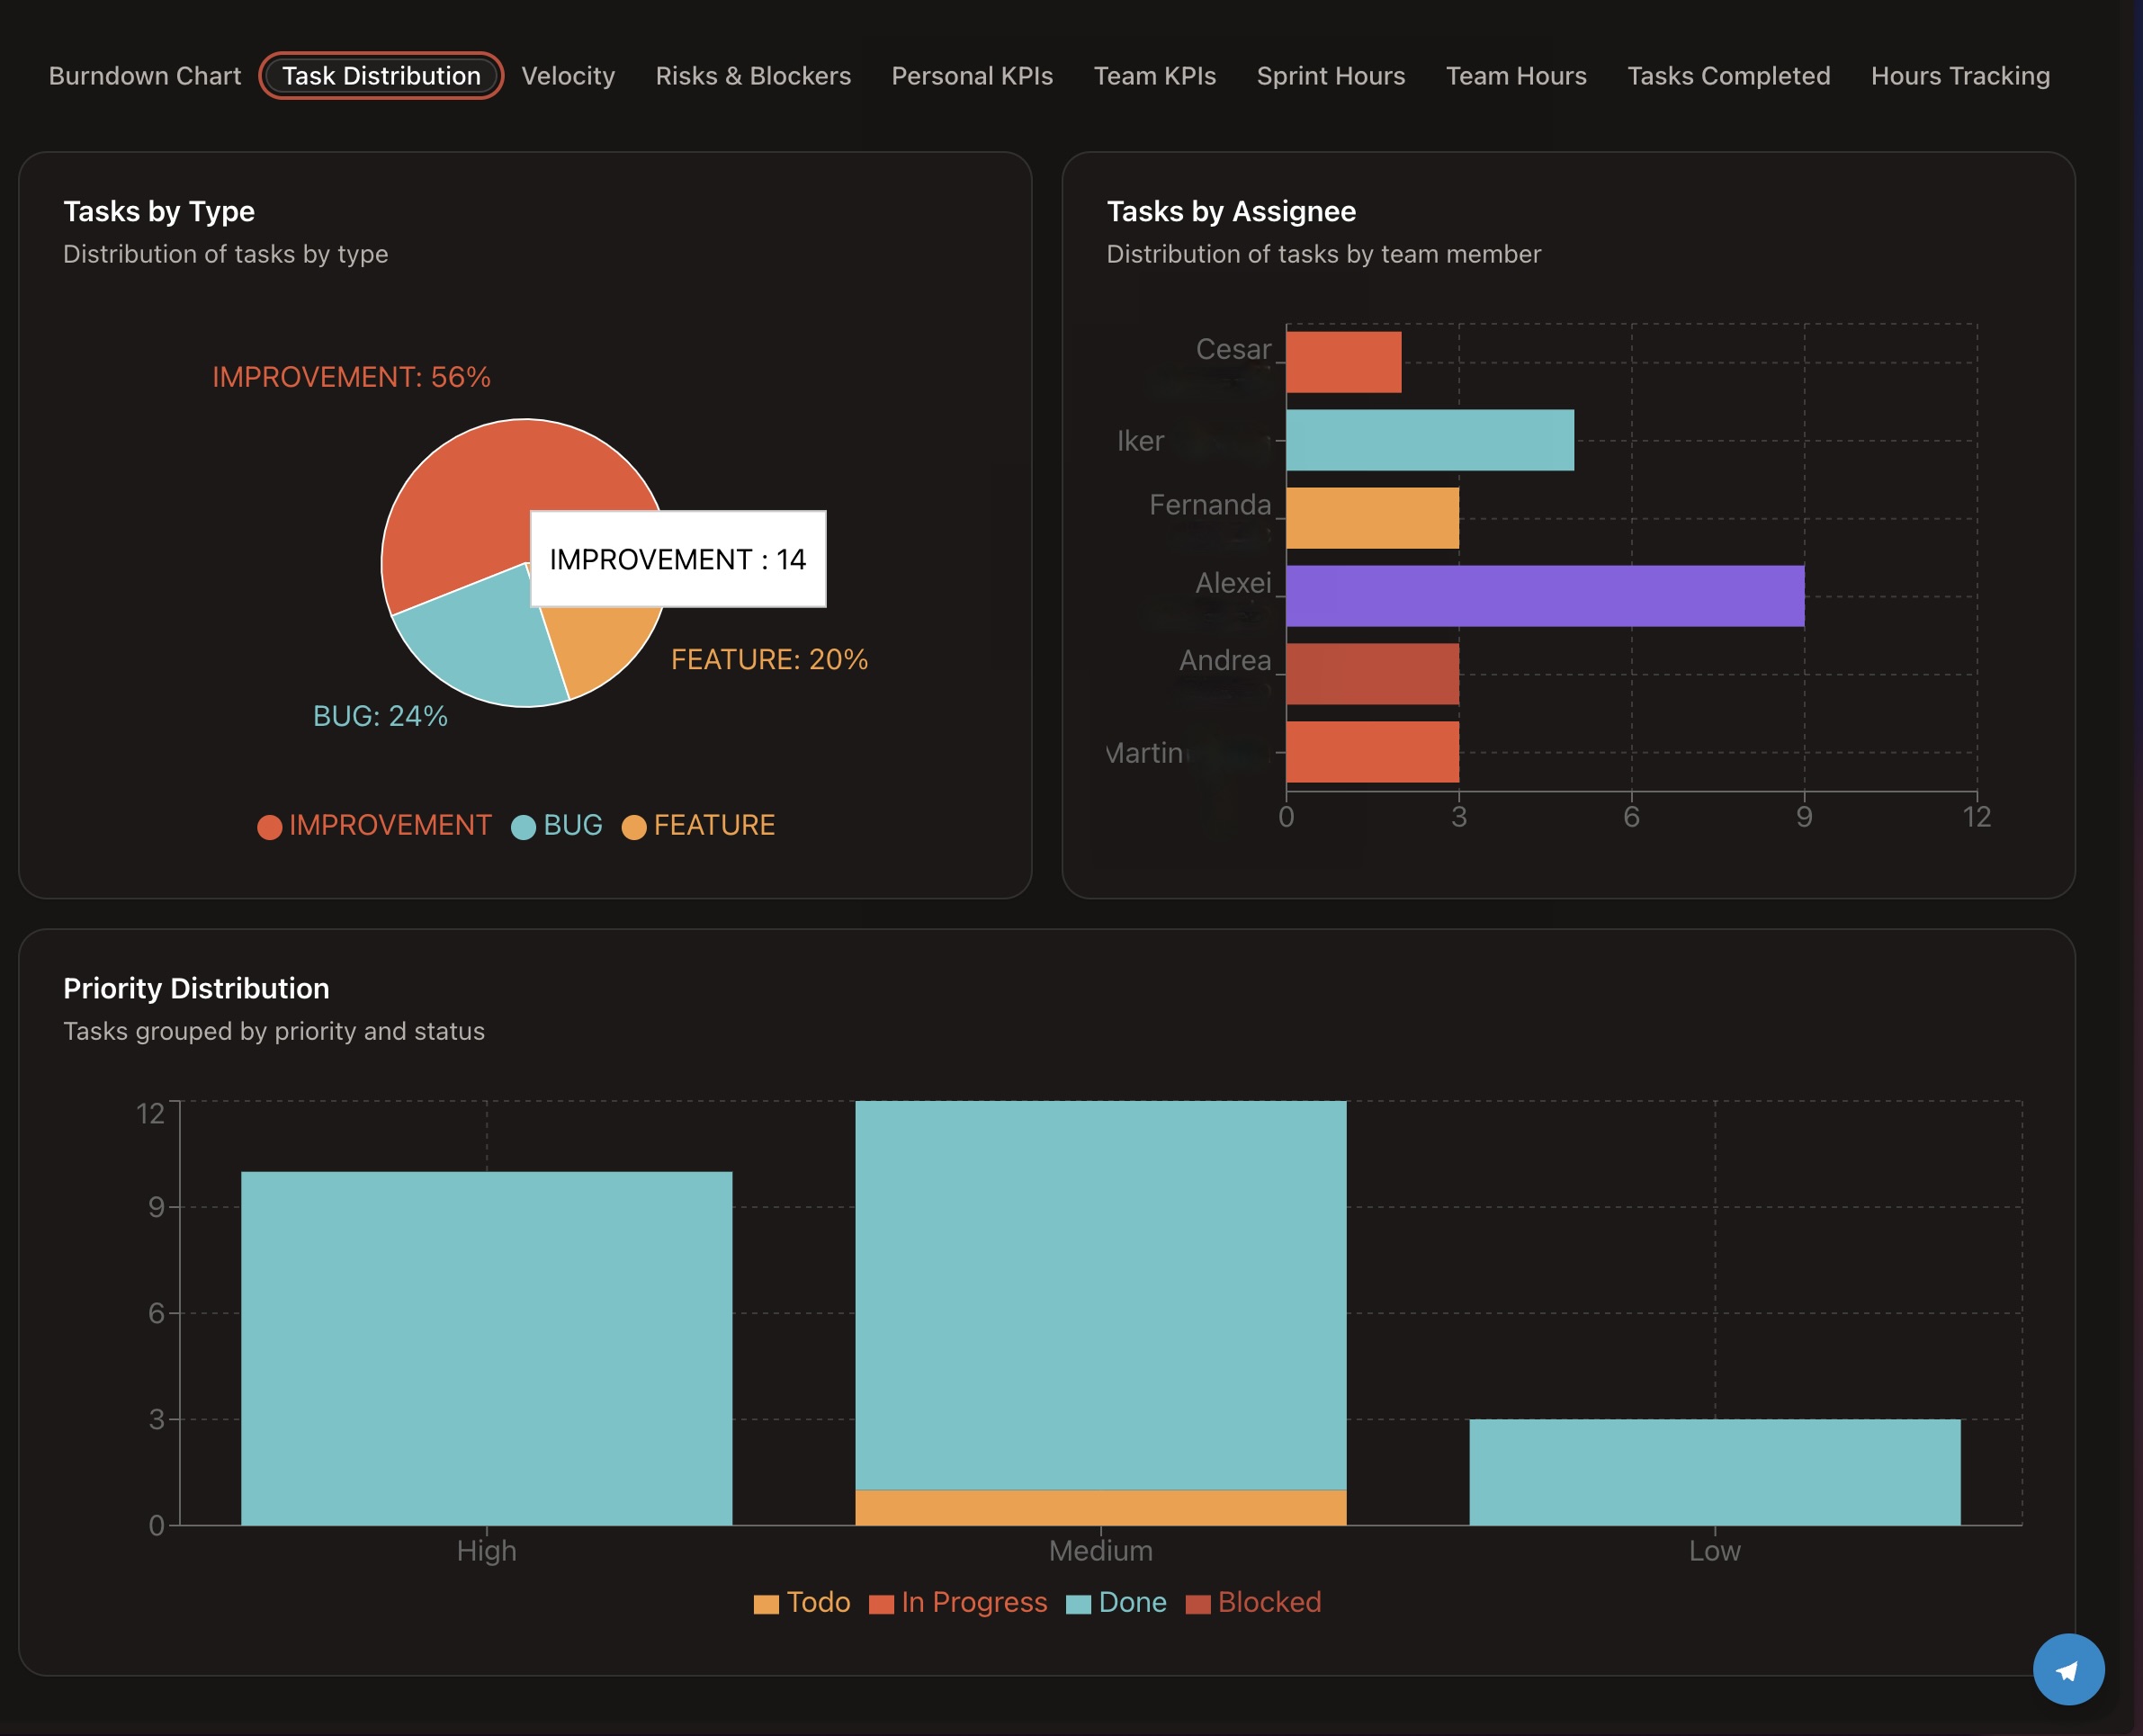 Burndown Chart Task Distribution Velocity Risks & Blockers Personal KPIs Team KPIs Sprint Hours Team Hours Tasks Completed Hours Tracking
Tasks by Type
Distribution of tasks by type
IMPROVEMENT: 56%
IMPROVEMENT : 14
FEATURE: 20%
BUG: 24%
IMPROVEMENT BUG FEATURE
Tasks by Assignee
Distribution of tasks by team member
Cesar
Iker
Fernanda
Alexei
Andrea
Martin
0 3 6 9 12
Priority Distribution
Tasks grouped by priority and status
12
9
6
3
0
High Medium Low
Todo In Progress Done Blocked